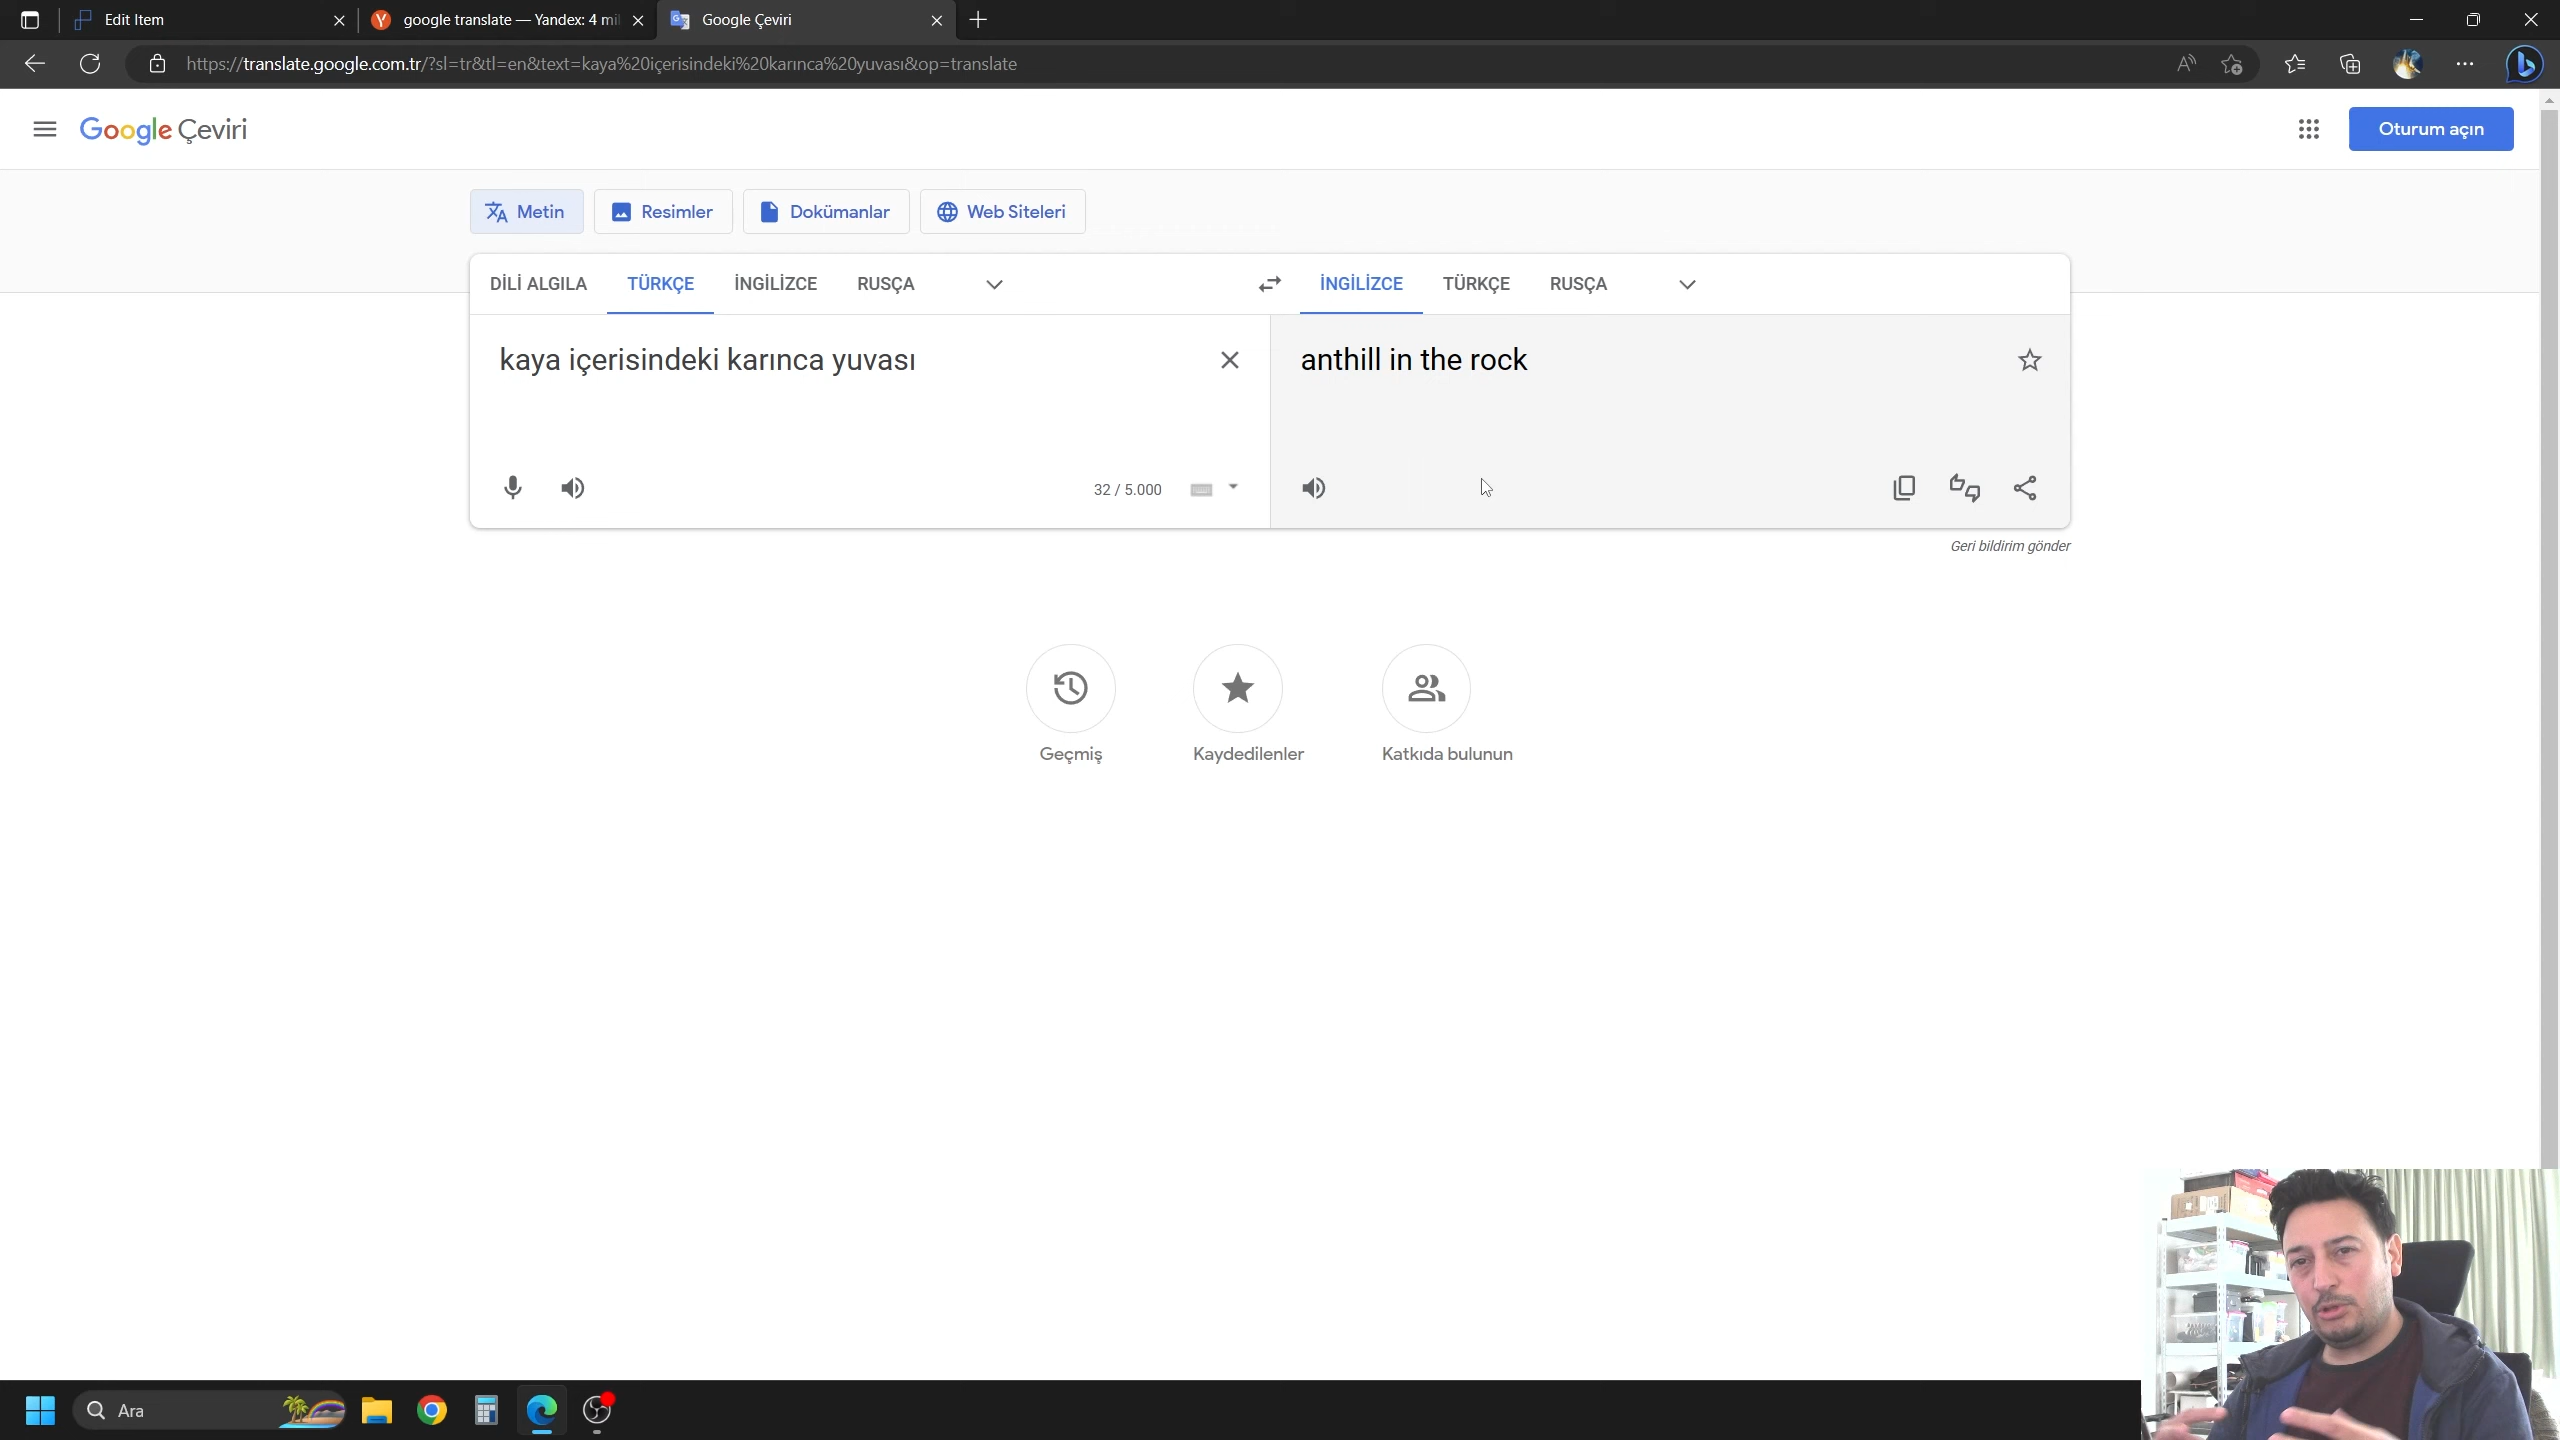 Edit Item
google translate — Yandex: 4 mil
Google Çeviri
https://translate.google.com.tr/?sl=tr&tl=en&text=kaya%20içerisindeki%20karınca%20yuvası&op=translate
Google Çeviri
Oturum açın
Metin
Resimler
Dokümanlar
Web Siteleri
DİLİ ALGILA
TÜRKÇE
İNGİLİZCE
RUSÇA
İNGİLİZCE
TÜRKÇE
RUSÇA
kaya içerisindeki karınca yuvası
anthill in the rock
32 / 5.000
Geri bildirim gönder
Geçmiş
Kaydedilenler
Katkıda bulunun
Ara